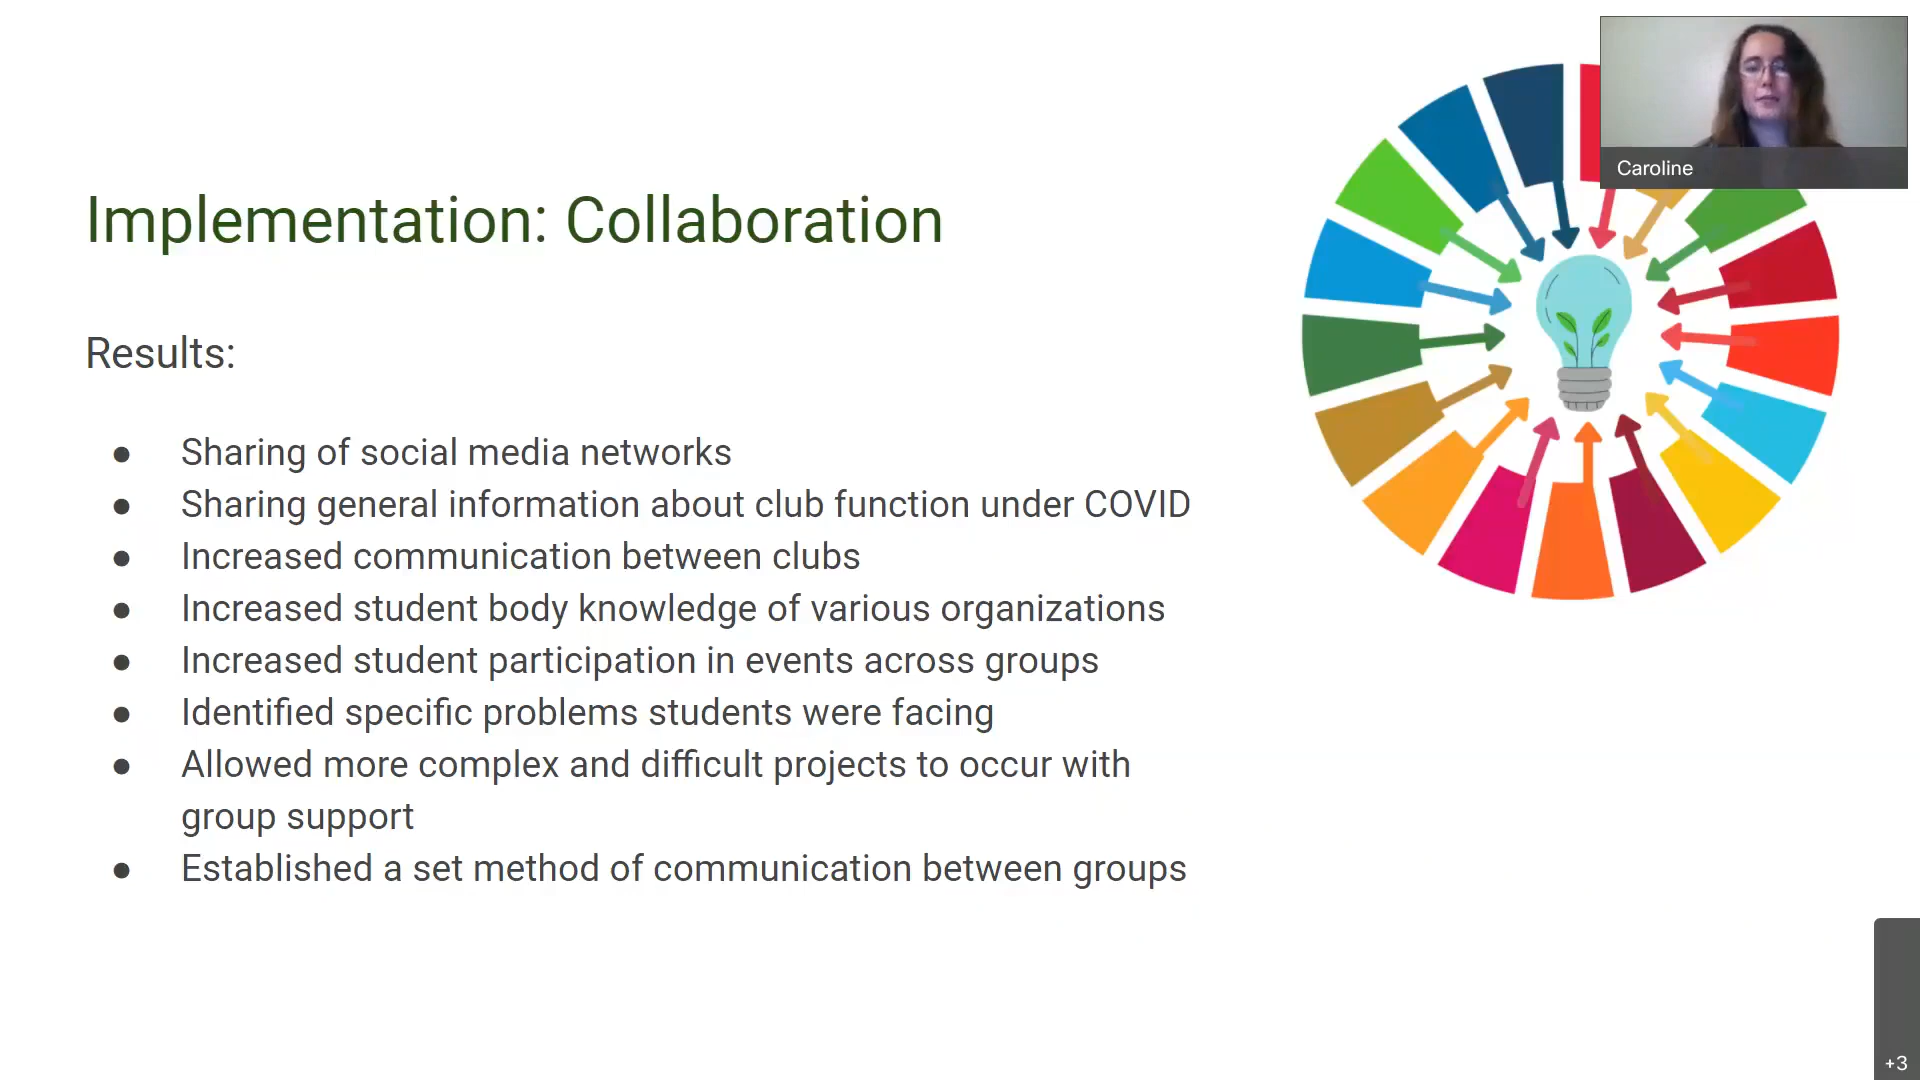 Caroline
Implementation: Collaboration
Results:
● Sharing of social media networks
● Sharing general information about club function under COVID
● Increased communication between clubs
● Increased student body knowledge of various organizations
● Increased student participation in events across groups
● Identified specific problems students were facing
● Allowed more complex and difficult projects to occur with
group support
● Established a set method of communication between groups
+3